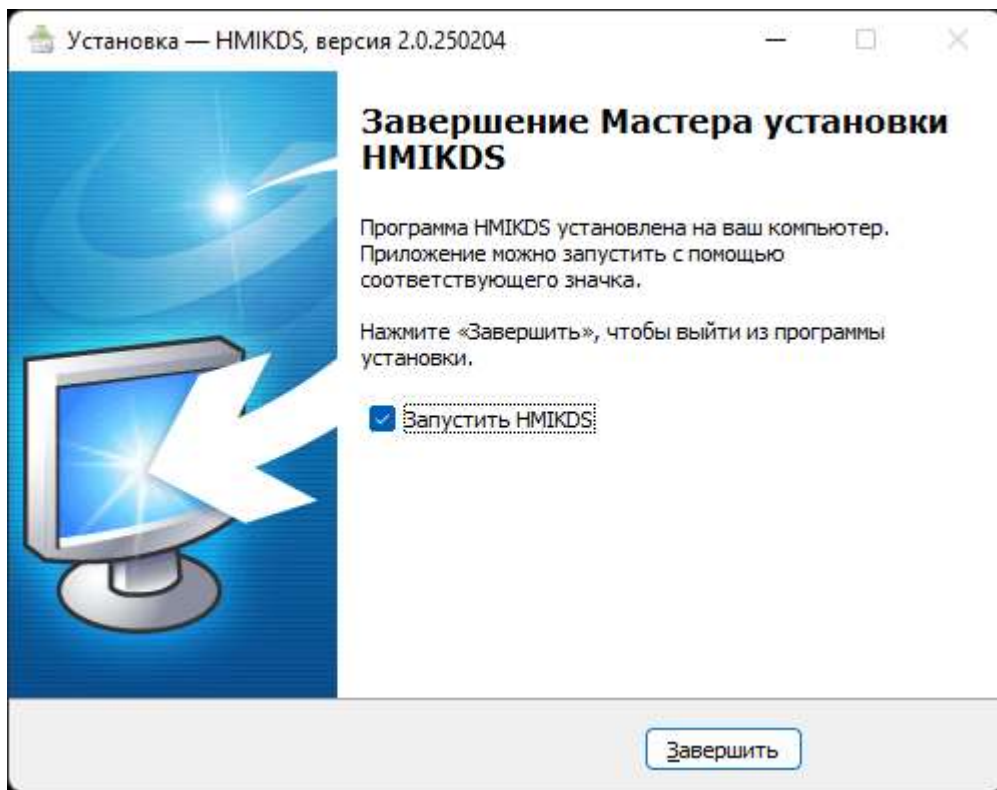 Установка — HMIKDS, версия 2.0.250204
Завершение Мастера установки
HMIKDS
Программа HMIKDS установлена на ваш компьютер.
Приложение можно запустить с помощью
соответствующего значка.
Нажмите «Завершить», чтобы выйти из программы
установки.
Запустить HMIKDS
Завершить